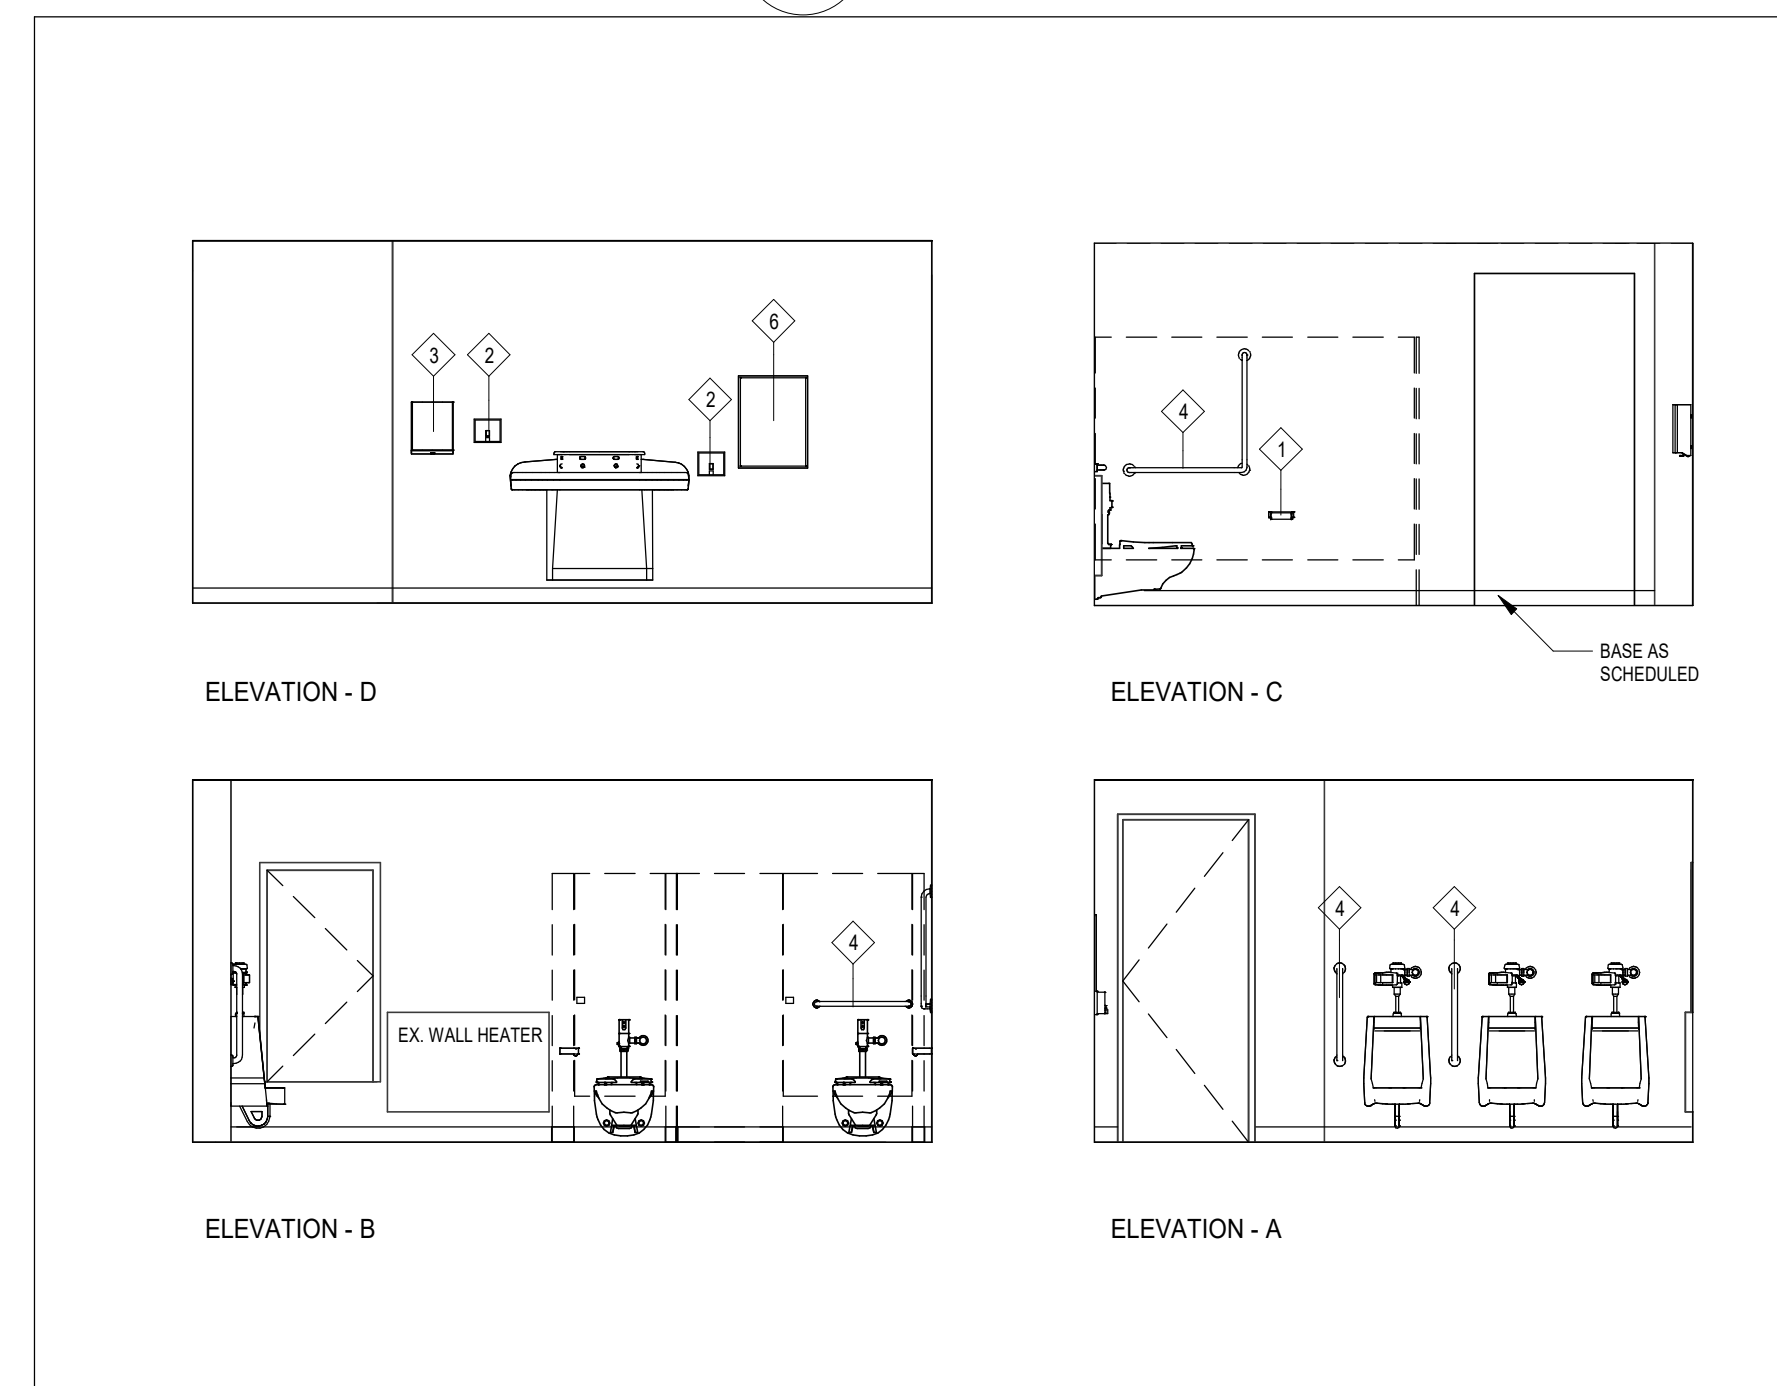 6
3
2
2
ELEVATION - D
4
1
BASE AS
SCHEDULED
ELEVATION - C
4
EX. WALL HEATER
ELEVATION - B
4
4
ELEVATION - A